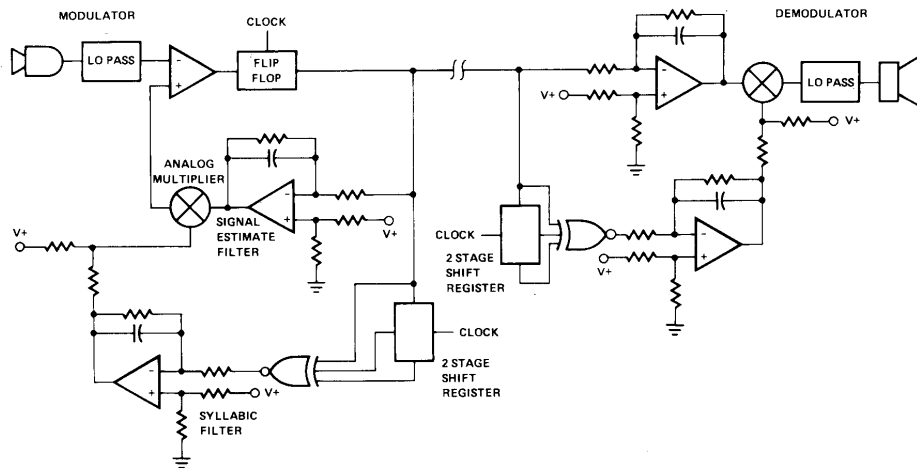 MODULATOR
CLOCK
LO PASS
-
+
FLIP
FLOP
DEMODULATOR
-
+
V+
LO PASS
V+
ANALOG
MULTIPLIER
-
+
SIGNAL
ESTIMATE
FILTER
V+
V+
CLOCK
2 STAGE
SHIFT
REGISTER
V+
-
+
CLOCK
2 STAGE
SHIFT
REGISTER
-
+
V+
SYLLABIC
FILTER